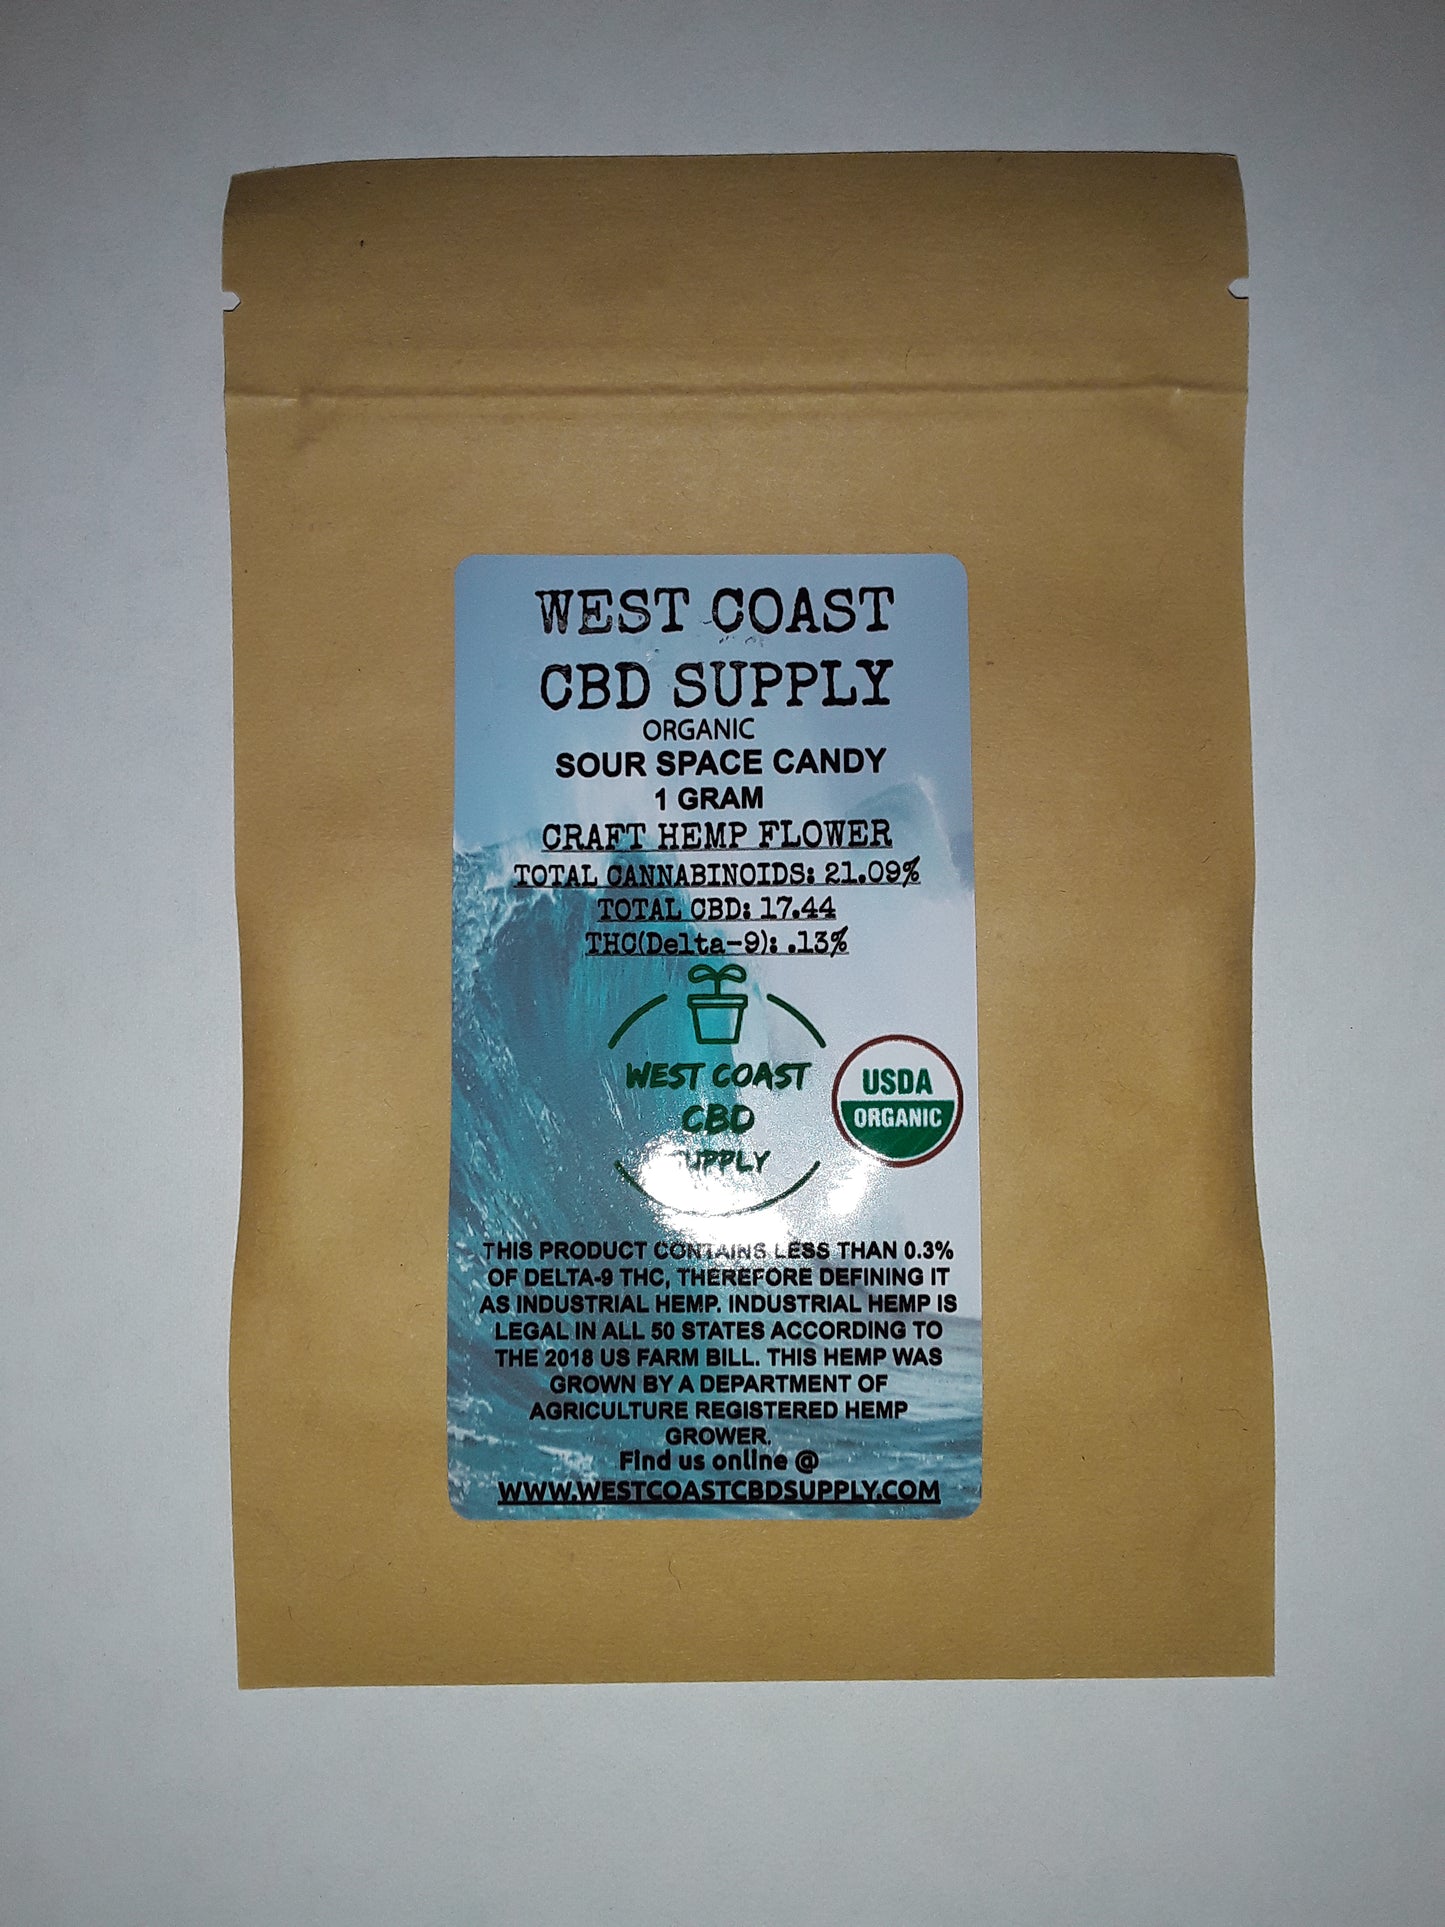 WEST COAST
CBD SUPPLY
ORGANIC
SOUR SPACE CANDY
1 GRAM
CRAFT HEMP FLOWER
TOTAL CANNABINOIDS: 21.09%
TOTAL CBD: 17.44
THC(Delta-9): .13%
WEST COAST
CBD
SUPPLY
USDA
ORGANIC
THIS PRODUCT CONTAINS LESS THAN 0.3%
OF DELTA-9 THC, THEREFORE DEFINING IT
AS INDUSTRIAL HEMP. INDUSTRIAL HEMP IS
LEGAL IN ALL 50 STATES ACCORDING TO
THE 2018 US FARM BILL. THIS HEMP WAS
GROWN BY A DEPARTMENT OF
AGRICULTURE REGISTERED HEMP
GROWER.
Find us online @
WWW.WESTCOASTCBDSUPPLY.COM